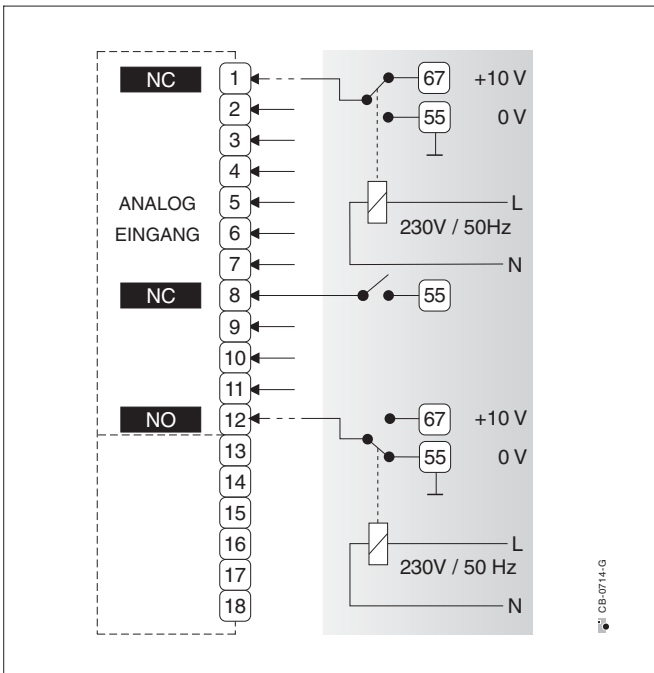 NC 1 67 +10 V
2 55 0 V
3
4
ANALOG 5 L
EINGANG 6 230V / 50Hz
7 N
NC 8 55
9
10
11
NO 12 67 +10 V
13 55 0 V
14
15
16 L
17 230V / 50 Hz
18 N
CB-0714-G